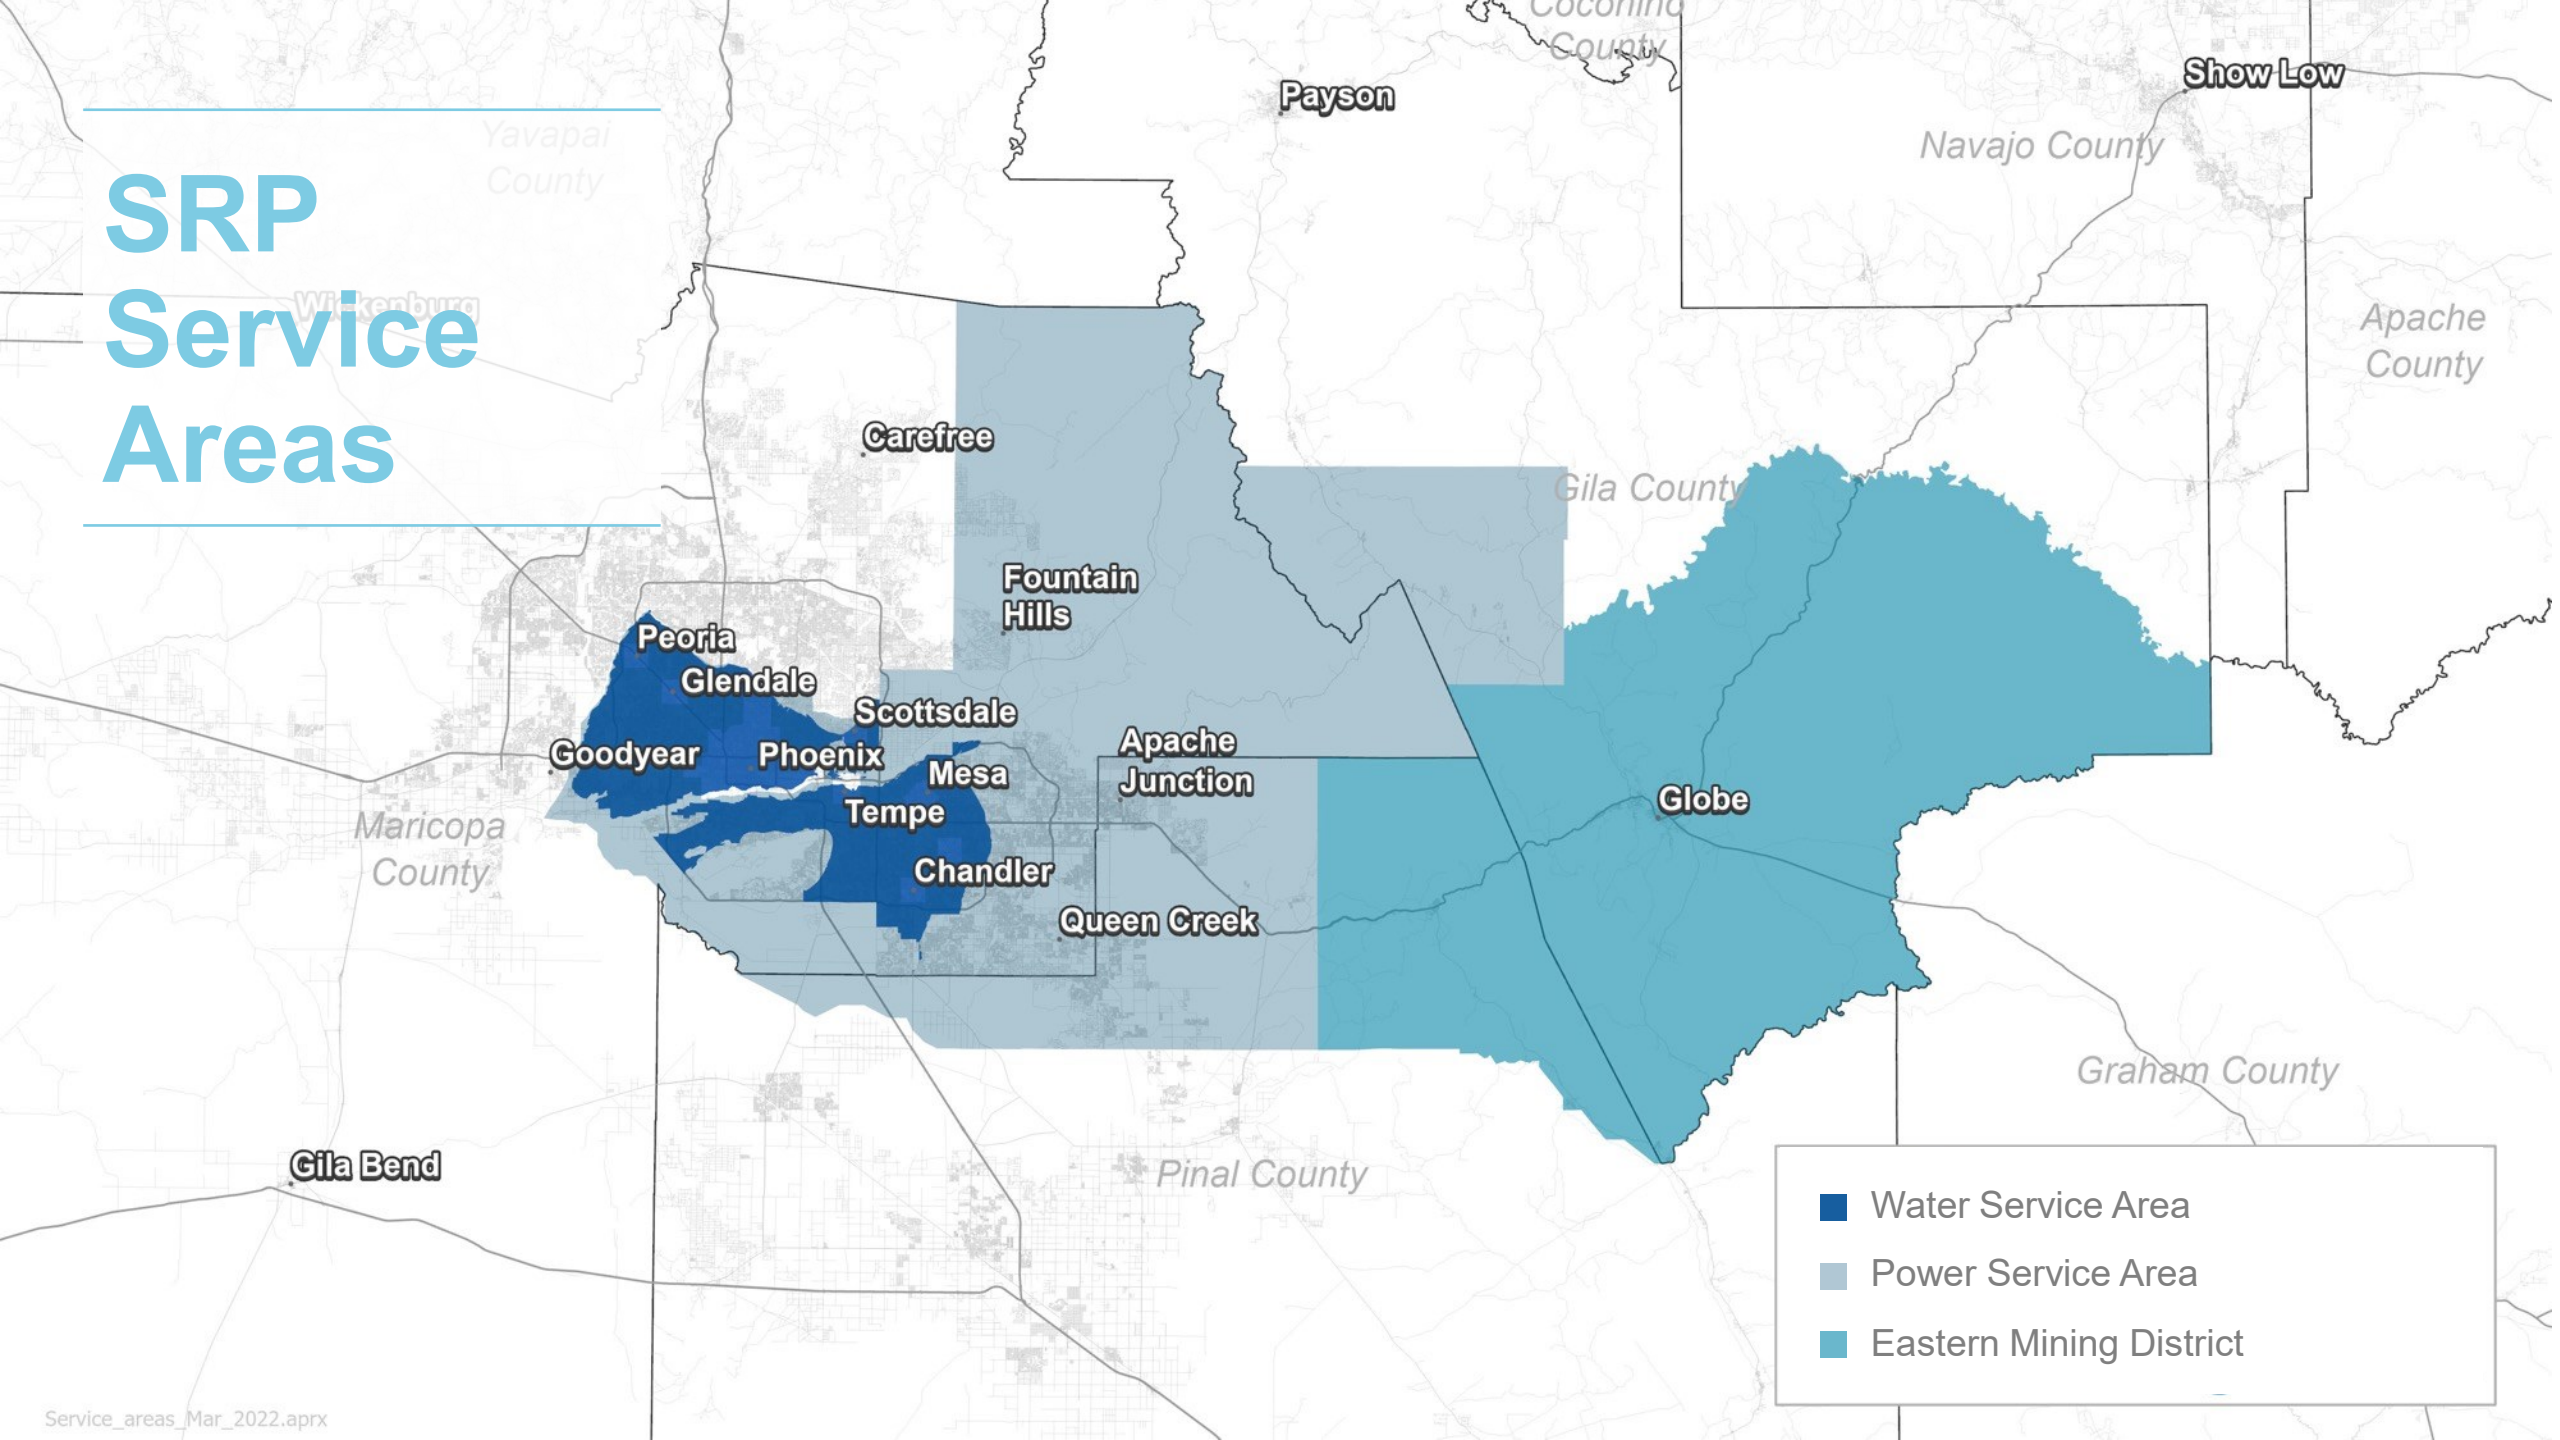 Coconino
County
Show Low
Payson
Yavapai
County
Navajo County
SRP
Service
Areas
Wickenburg
Apache
County
Carefree
Gila County
Fountain
Hills
Peoria
Glendale
Scottsdale
Goodyear
Phoenix
Apache
Junction
Mesa
Tempe
Globe
Maricopa
County
Chandler
Queen Creek
Graham County
Gila Bend
Pinal County
Water Service Area
Power Service Area
Eastern Mining District
Service_areas_Mar_2022.aprx